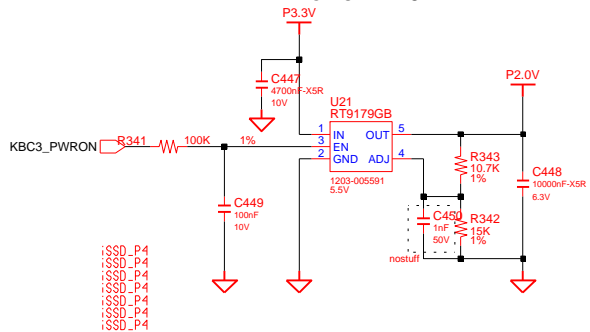 P3.3V
P2.0V
C447
4700nF-X5R
10V
U21
RT9179GB
KBC3_PWRON
R341
100K
1%
1 IN
OUT 5
3 EN
2 GND
ADJ 4
1203-005591
5.5V
R343
10.7K
1%
C448
10000nF-X5R
6.3V
C449
100nF
10V
C450
1nF
50V
nostuff
R342
15K
1%
iSSD_P4
iSSD_P4
iSSD_P4
iSSD_P4
iSSD_P4
iSSD_P4
iSSD_P4